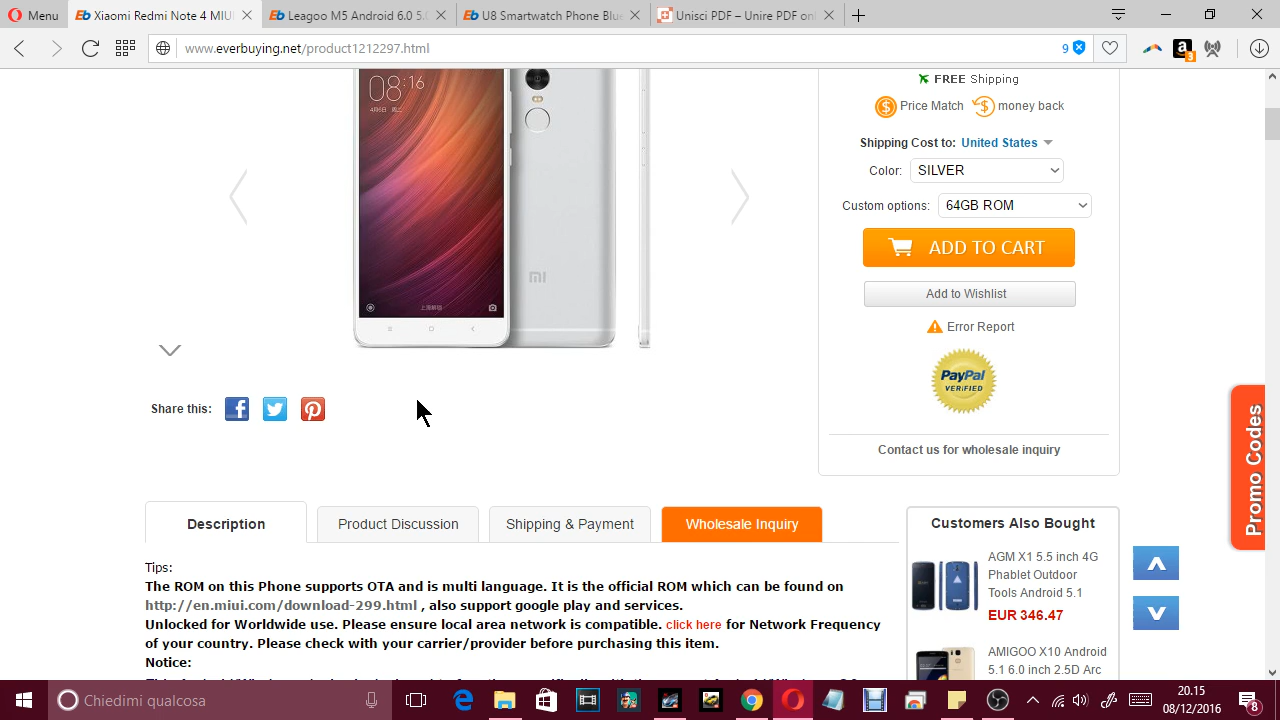 Menu
Xiaomi Redmi Note 4 MIU
Leagoo M5 Android 6.0 5.0
U8 Smartwatch Phone Blue
Unisci PDF – Unire PDF onl
www.everbuying.net/product1212297.html
9
3
08:16
FREE Shipping
Price Match
money back
Shipping Cost to: United States
Color: SILVER
Custom options: 64GB ROM
ADD TO CART
Add to Wishlist
Error Report
PayPal
VERIFIED
Contact us for wholesale inquiry
mi
Share this:
Promo Codes
Description
Product Discussion
Shipping & Payment
Wholesale Inquiry
Tips:
The ROM on this Phone supports OTA and is multi language. It is the official ROM which can be found on
http://en.miui.com/download-299.html , also support google play and services.
Unlocked for Worldwide use. Please ensure local area network is compatible. click here for Network Frequency
of your country. Please check with your carrier/provider before purchasing this item.
Notice:
Customers Also Bought
AGM X1 5.5 inch 4G
Phablet Outdoor
Tools Android 5.1
EUR 346.47
AMIGOO X10 Android
5.1 6.0 inch 2.5D Arc
Chiedimi qualcosa
20.15
08/12/2016
8